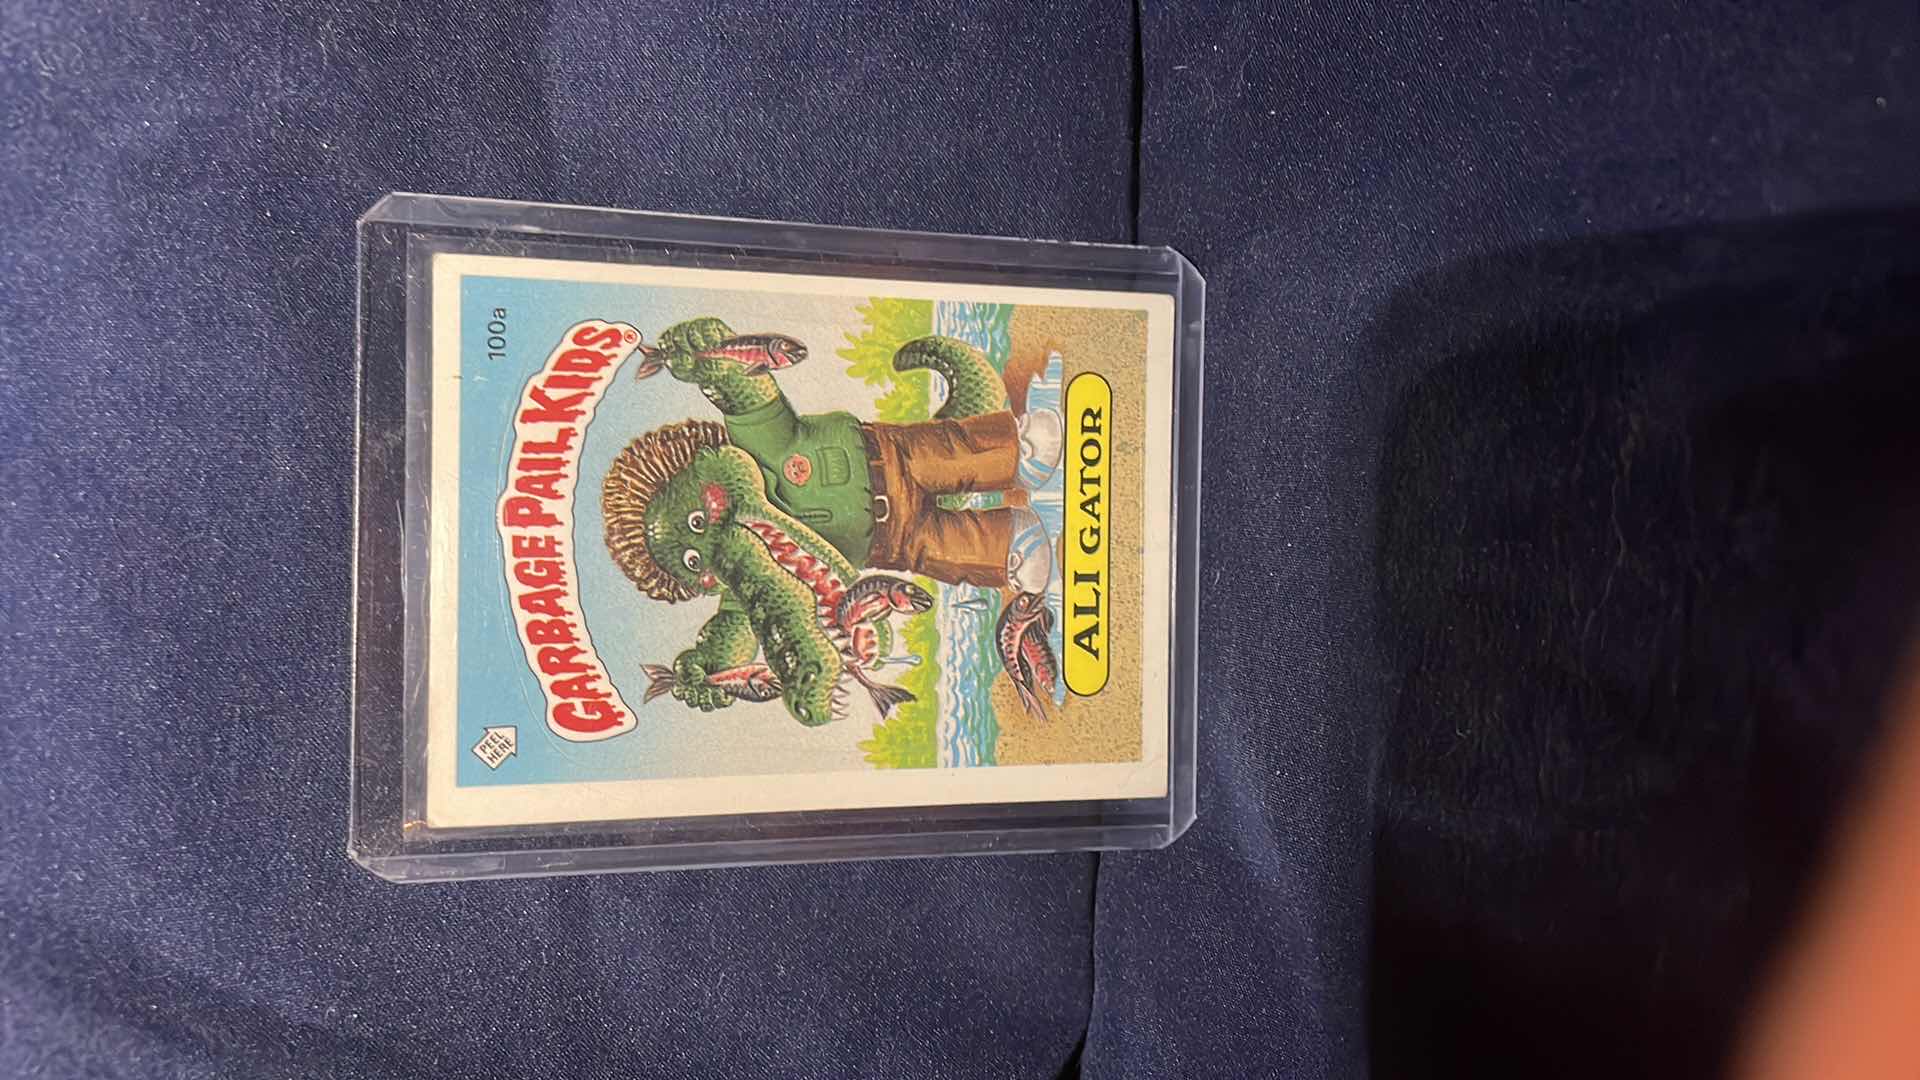 PEEL
HERE
100a
GARBAGE PAIL KIDS®
ALI GATOR